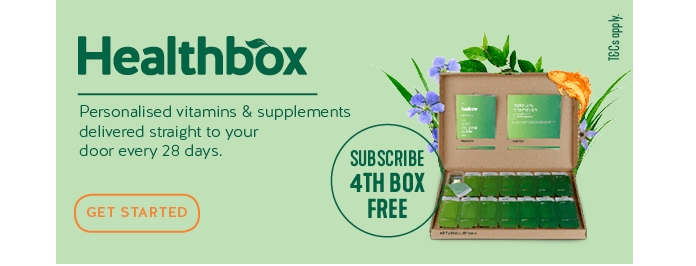 Healthbox
Personalised vitamins & supplements
delivered straight to your
door every 28 days.
GET STARTED
SUBSCRIBE
4TH BOX
FREE
T&Cs apply.